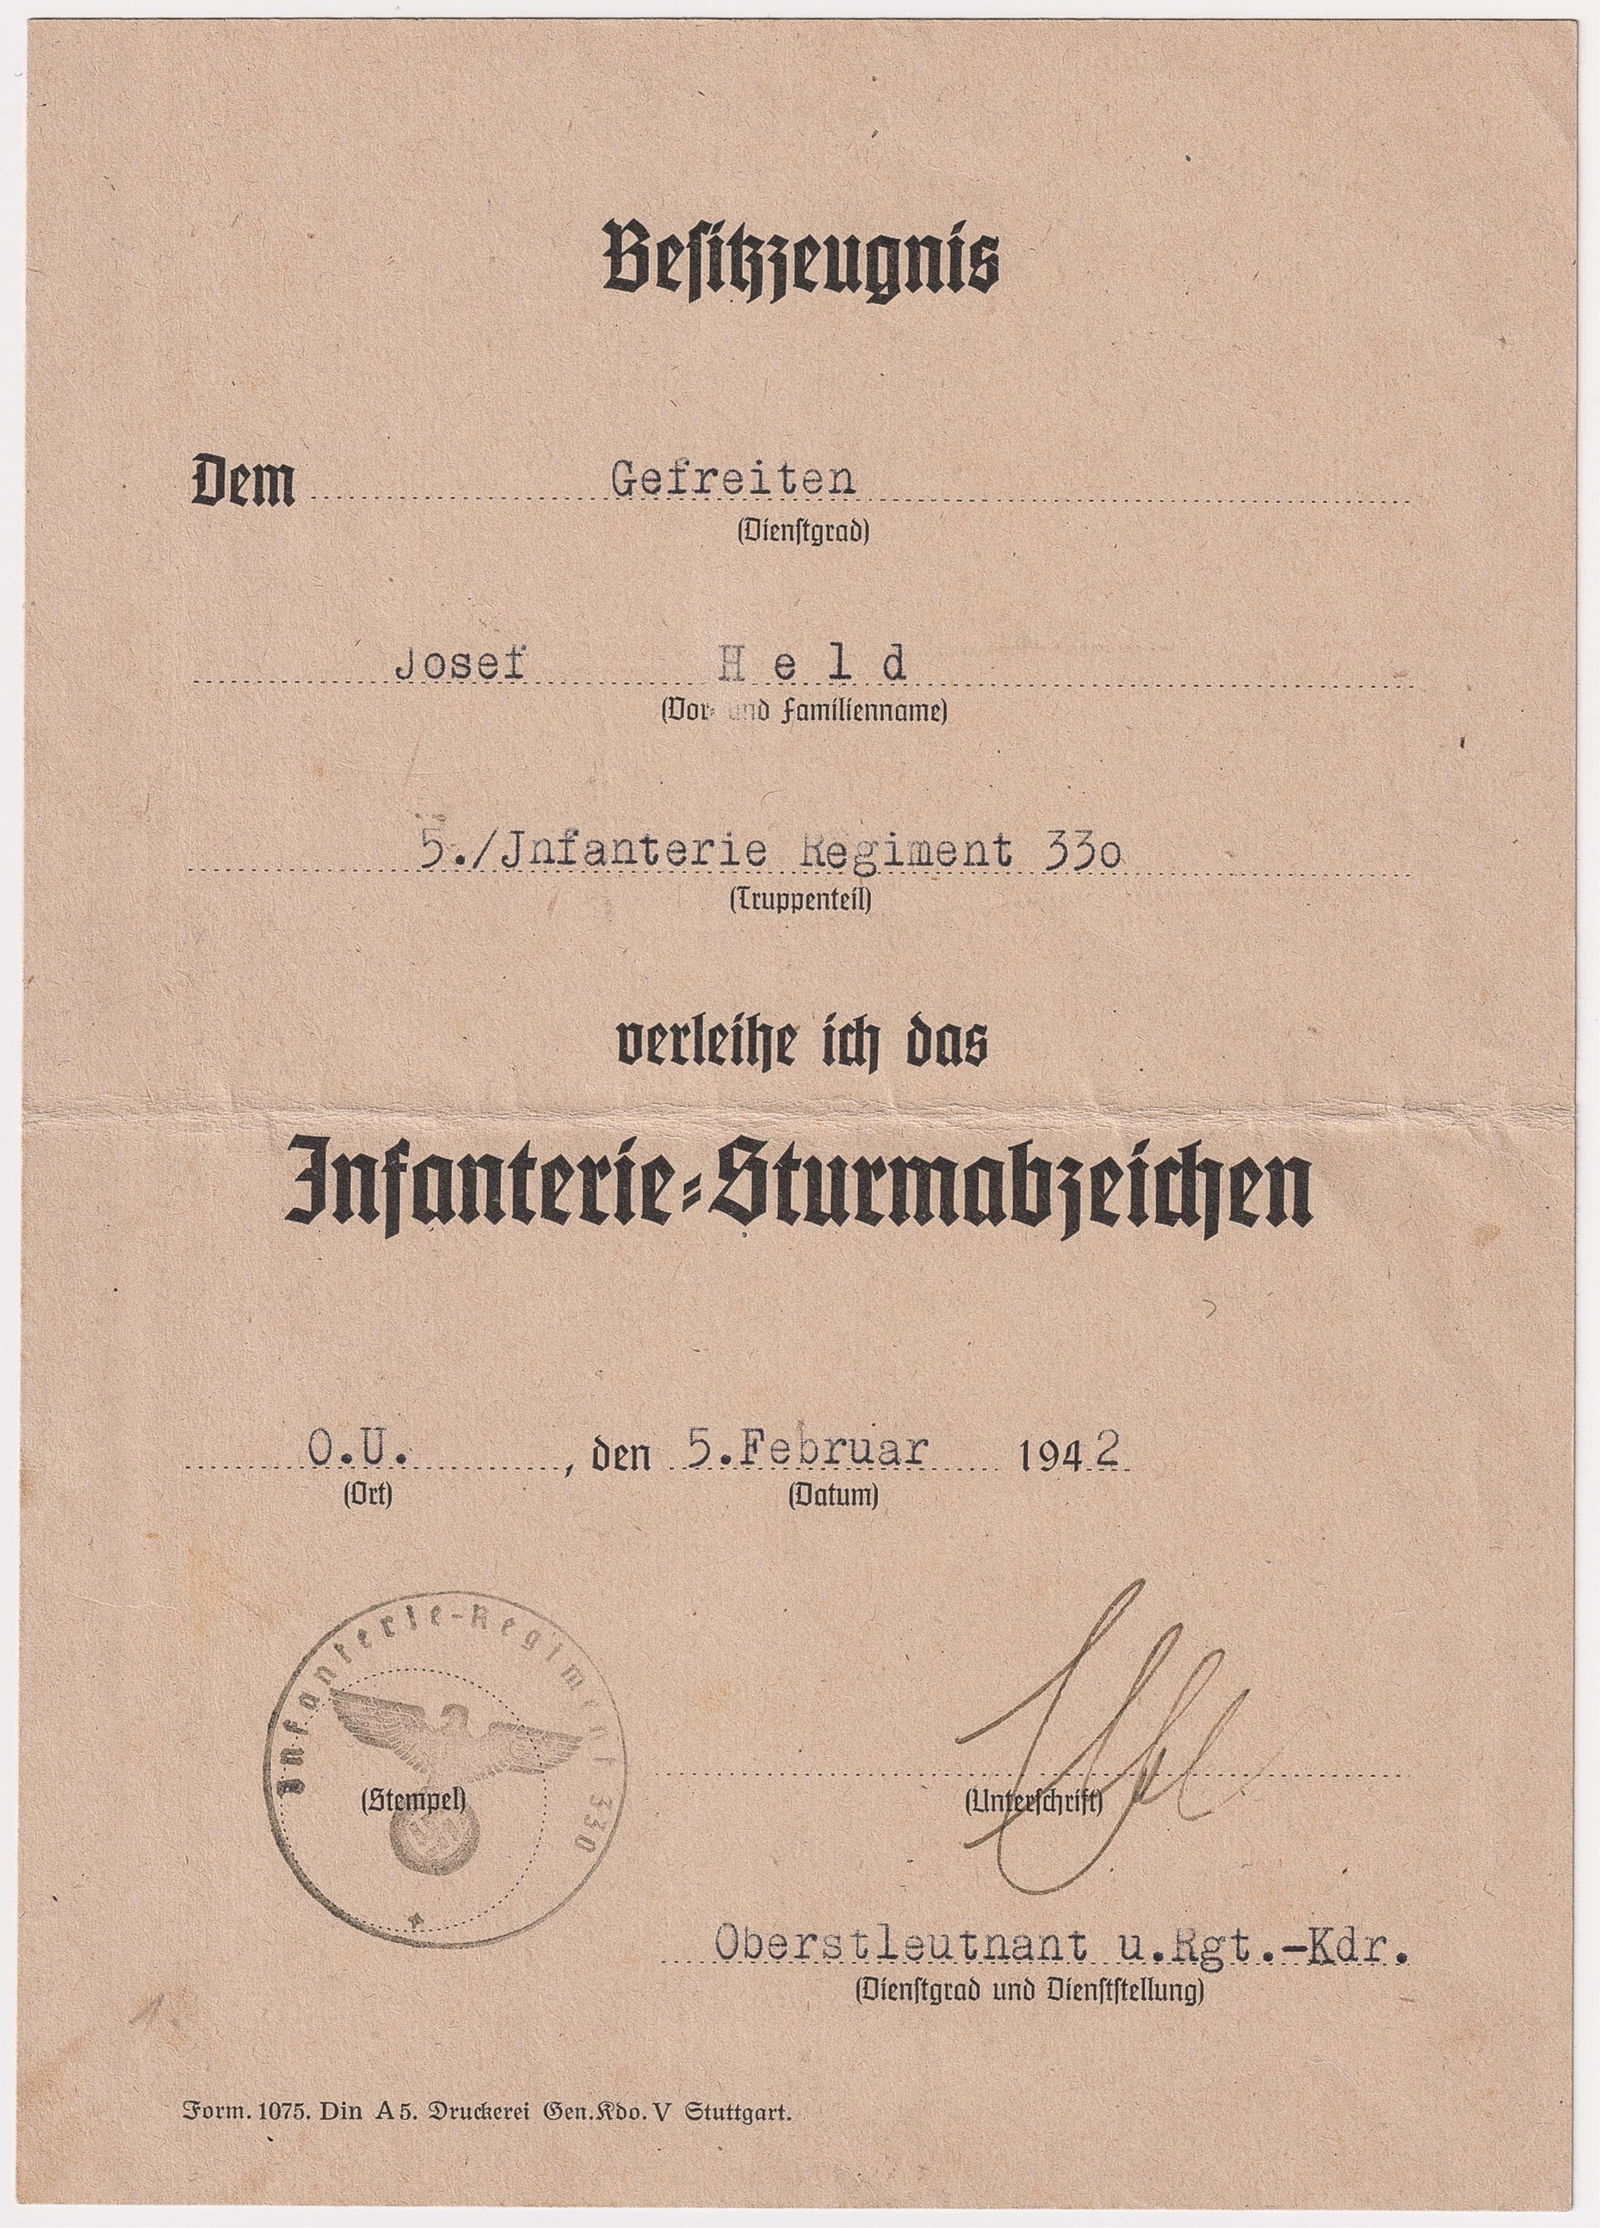 Besitzzeugnis
Dem Gefreiten
(Dienstgrad)
Josef H e l d
(Vor- und Familienname)
5./Jnfanterie Regiment 33o
(Truppenteil)
verleihe ich das
Infanterie-Sturmabzeichen
O.U. , den 5.Februar 1942
(Ort) (Datum)
Infanterie-Regiment 330
(Stempel)
(Unterschrift)
Oberstleutnant u.Rgt.-Kdr.
(Dienstgrad und Dienststellung)
1.
Form. 1075. Din A5. Druckerei Gen.Kdo. V Stuttgart.